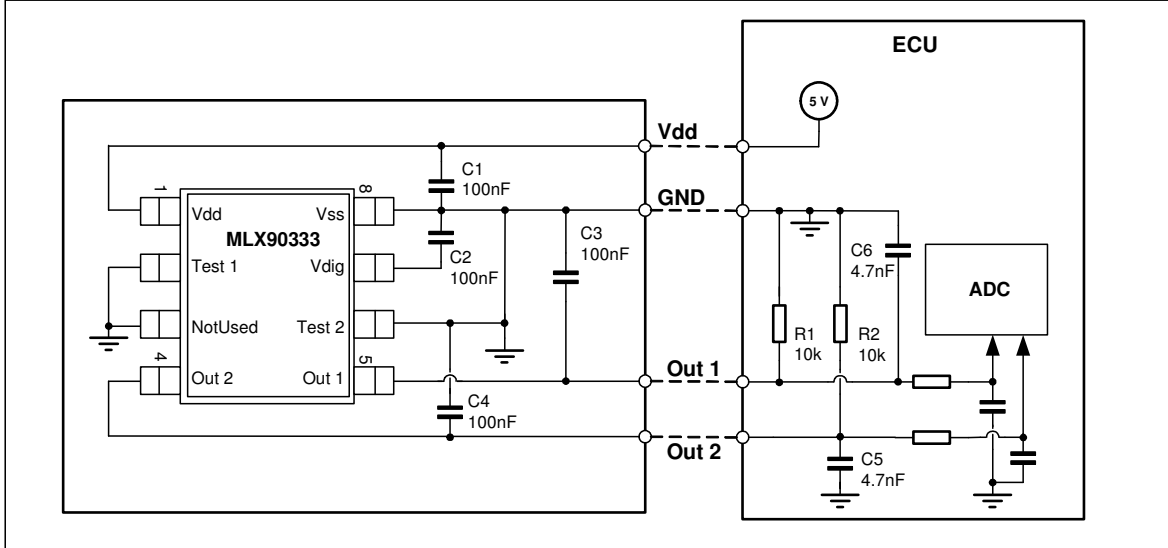 ECU
5 V
Vdd
C1
100nF
1
8
GND
Vdd
Vss
MLX90333
C3
100nF
C2
100nF
C6
4.7nF
Test 1
Vdig
ADC
NotUsed
Test 2
R1
10k
R2
10k
4
5
Out 2
Out 1
Out 1
C4
100nF
Out 2
C5
4.7nF